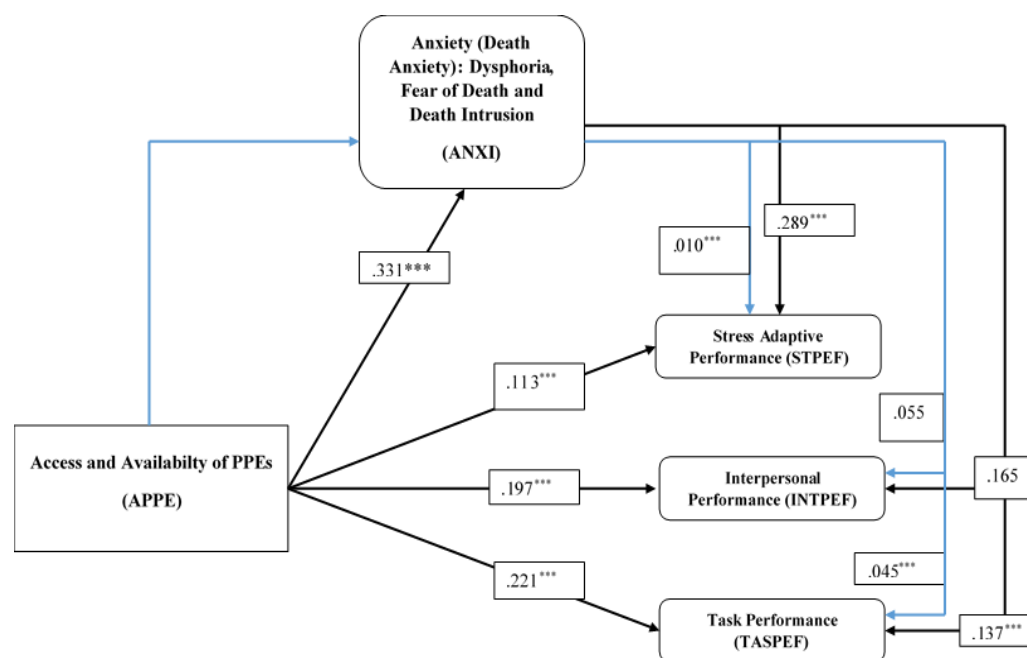 Anxiety (Death
Anxiety): Dysphoria,
Fear of Death and
Death Intrusion
(ANXI)
.289***
.010***
.331***
Stress Adaptive
Performance (STPEF)
.113***
.055
Access and Availabilty of PPEs
(APPE)
Interpersonal
Performance (INTPEF)
.197***
.165
.045***
.221***
Task Performance
(TASPEF)
.137***